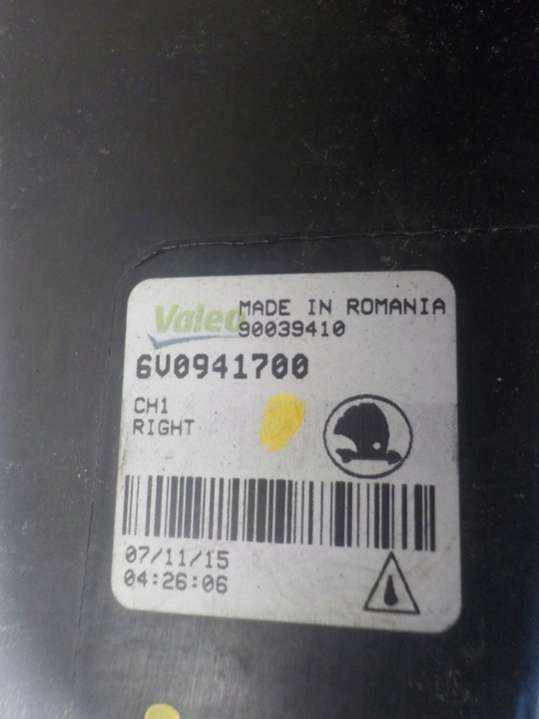 Valeo MADE IN ROMANIA
90039410
6V0941700
CH1
RIGHT
07/11/15
04:26:06